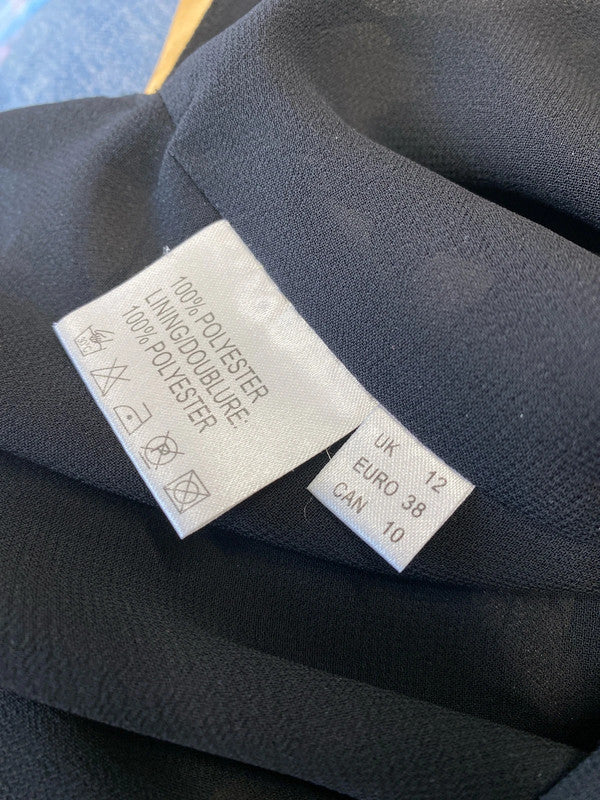 100% POLYESTER
LINING/DOUBLURE:
100% POLYESTER
UK 12
EURO 38
CAN 10